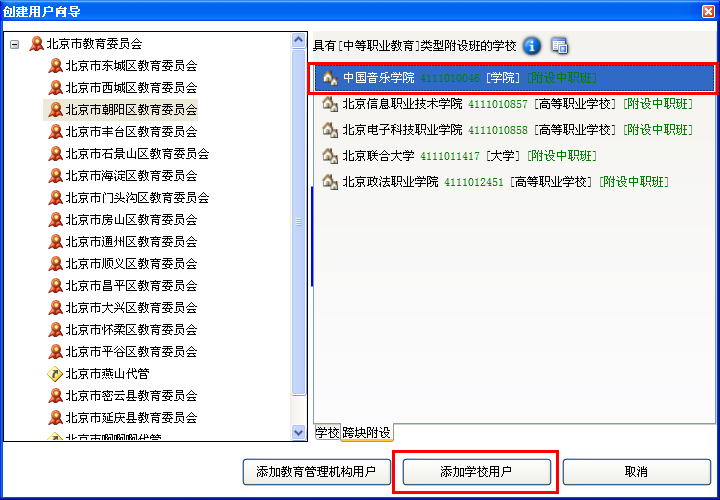 创建用户向导
北京市教育委员会
北京市东城区教育委员会
北京市西城区教育委员会
北京市朝阳区教育委员会
北京市丰台区教育委员会
北京市石景山区教育委员会
北京市海淀区教育委员会
北京市门头沟区教育委员会
北京市房山区教育委员会
北京市通州区教育委员会
北京市顺义区教育委员会
北京市昌平区教育委员会
北京市大兴区教育委员会
北京市怀柔区教育委员会
北京市平谷区教育委员会
北京市燕山代管
北京市密云县教育委员会
北京市延庆县教育委员会
北京市啊啊啊代管
具有[中等职业教育]类型附设班的学校
中国音乐学院 4111010046 [学院] [附设中职班]
北京信息职业技术学院 4111010857 [高等职业学校] [附设中职班]
北京电子科技职业学院 4111010858 [高等职业学校] [附设中职班]
北京联合大学 4111011417 [大学] [附设中职班]
北京政法职业学院 4111012451 [高等职业学校] [附设中职班]
学校 跨块附设
添加教育管理机构用户 添加学校用户 取消